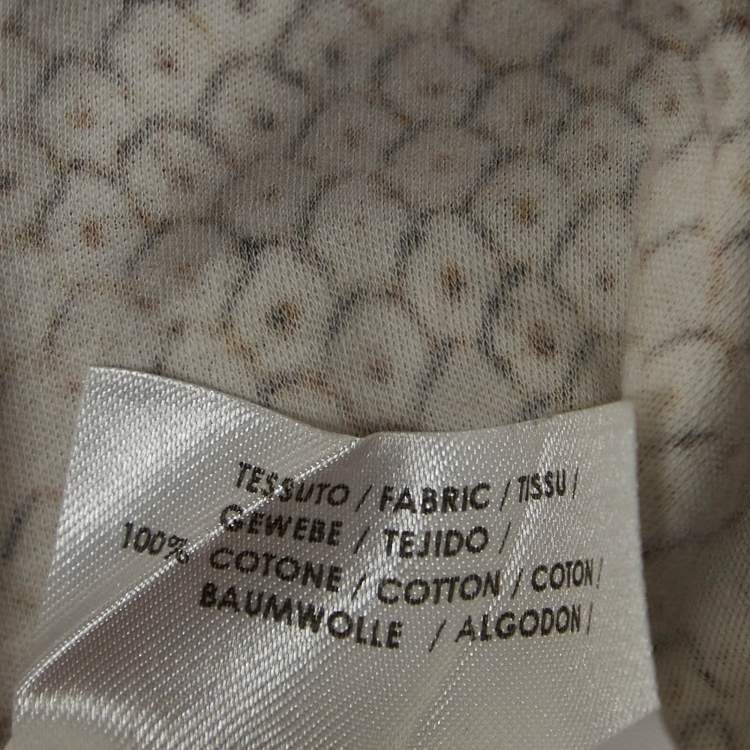 TESSUTO / FABRIC / TISSU /
GEWEBE / TEJIDO /
100% COTONE / COTTON / COTON /
BAUMWOLLE / ALGODON /